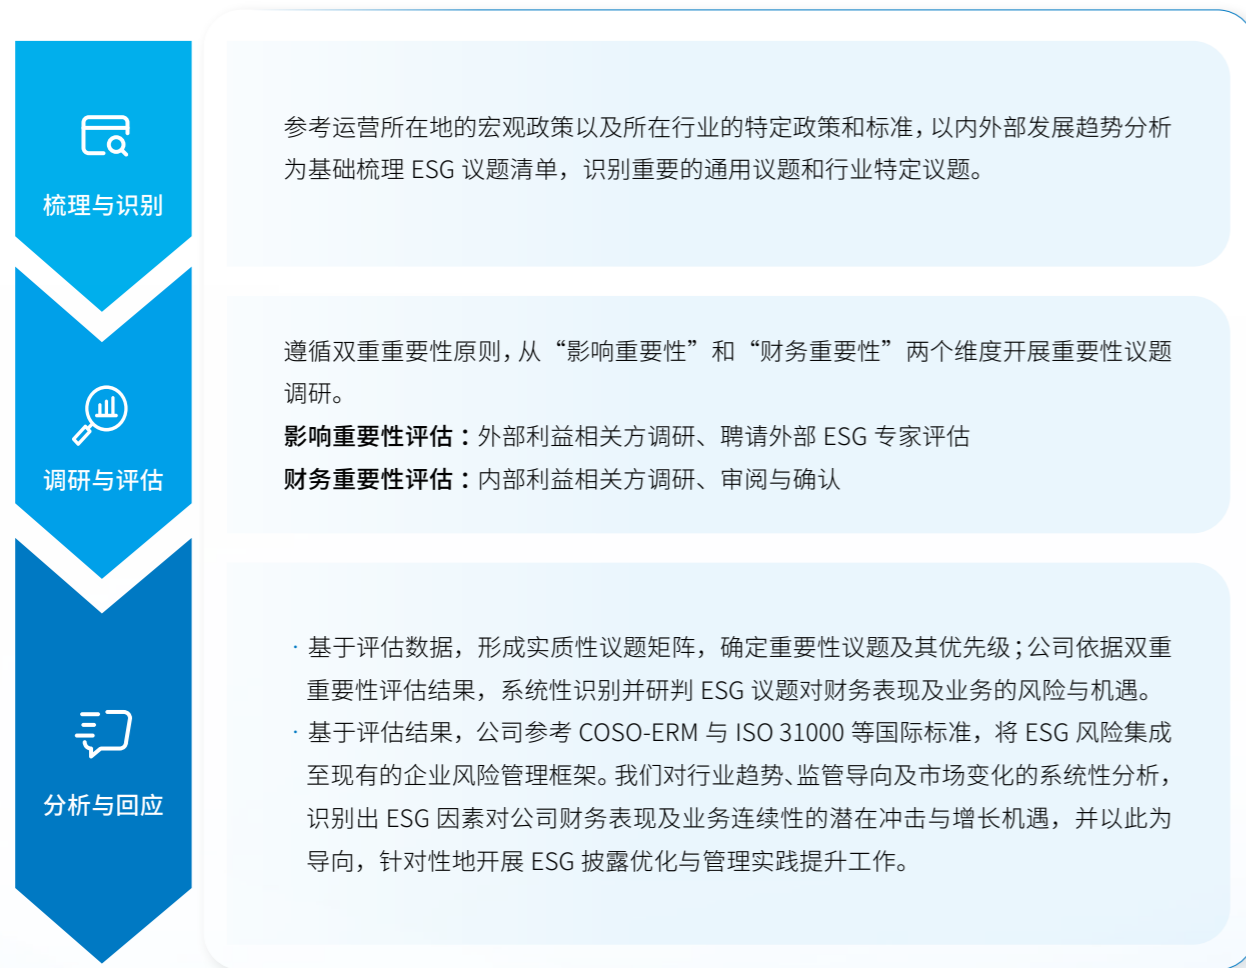 梳理与识别
参考运营所在地的宏观政策以及所在行业的特定政策和标准，以内外部发展趋势分析
为基础梳理 ESG 议题清单，识别重要的通用议题和行业特定议题。
调研与评估
遵循双重重要性原则，从“影响重要性”和“财务重要性”两个维度开展重要性议题
调研。
影响重要性评估：外部利益相关方调研、聘请外部 ESG 专家评估
财务重要性评估：内部利益相关方调研、审阅与确认
分析与回应
· 基于评估数据，形成实质性议题矩阵，确定重要性议题及其优先级；公司依据双重
重要性评估结果，系统性识别并研判 ESG 议题对财务表现及业务的风险与机遇。
· 基于评估结果，公司参考 COSO-ERM 与 ISO 31000 等国际标准，将 ESG 风险集成
至现有的企业风险管理框架。我们对行业趋势、监管导向及市场变化的系统性分析，
识别出 ESG 因素对公司财务表现及业务连续性的潜在冲击与增长机遇，并以此为
导向，针对性地开展 ESG 披露优化与管理实践提升工作。